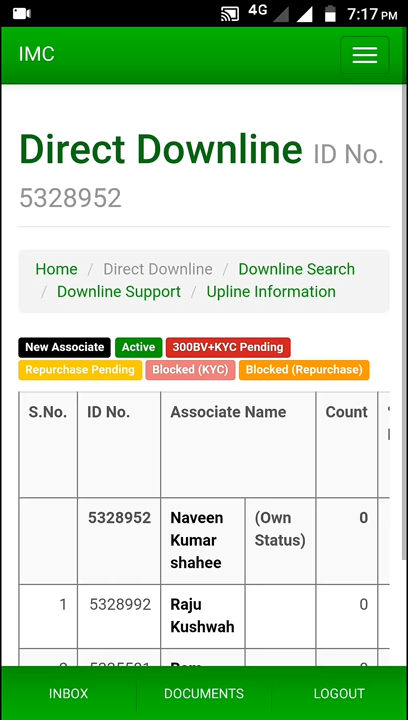 4G 7:17 PM
IMC
Direct Downline ID No.
5328952
Home / Direct Downline / Downline Search
/ Downline Support / Upline Information
New Associate Active 300BV+KYC Pending
Repurchase Pending Blocked (KYC) Blocked (Repurchase)
S.No. ID No. Associate Name Count
5328952 Naveen (Own 0
Kumar Status)
shahee
1 5328992 Raju 0
Kushwah
INBOX DOCUMENTS LOGOUT